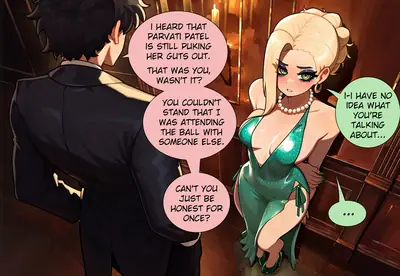 I HEARD THAT
PARVATI PATEL
IS STILL PUKING
HER GUTS OUT.
THAT WAS YOU,
WASN'T IT?
YOU COULDN'T
STAND THAT I
WAS ATTENDING
THE BALL WITH
SOMEONE ELSE.
CAN'T YOU
JUST BE
HONEST FOR
ONCE?
I-I HAVE NO
IDEA WHAT
YOU'RE
TALKING
ABOUT...
...